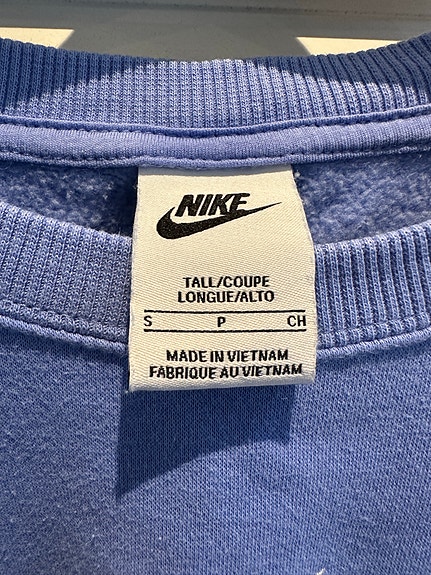 NIKE
TALL/COUPE
LONGUE/ALTO
S P CH
MADE IN VIETNAM
FABRIQUE AU VIETNAM